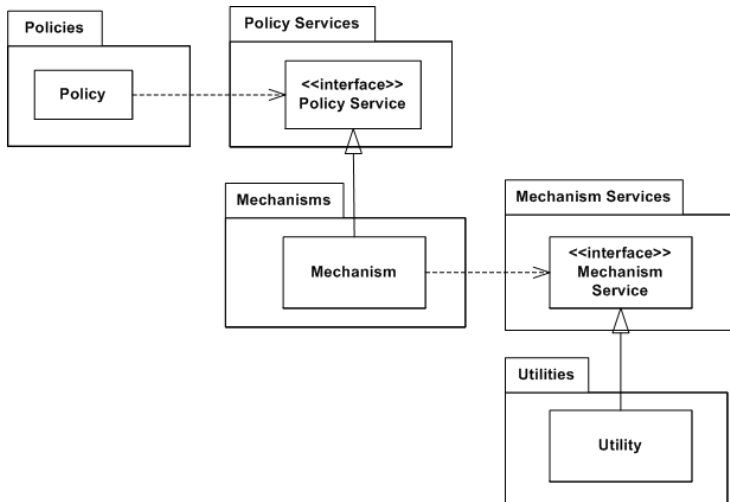 Policies
Policy Services
Policy
<<interface>>
Policy Service
Mechanisms
Mechanism Services
Mechanism
<<interface>>
Mechanism
Service
Utilities
Utility